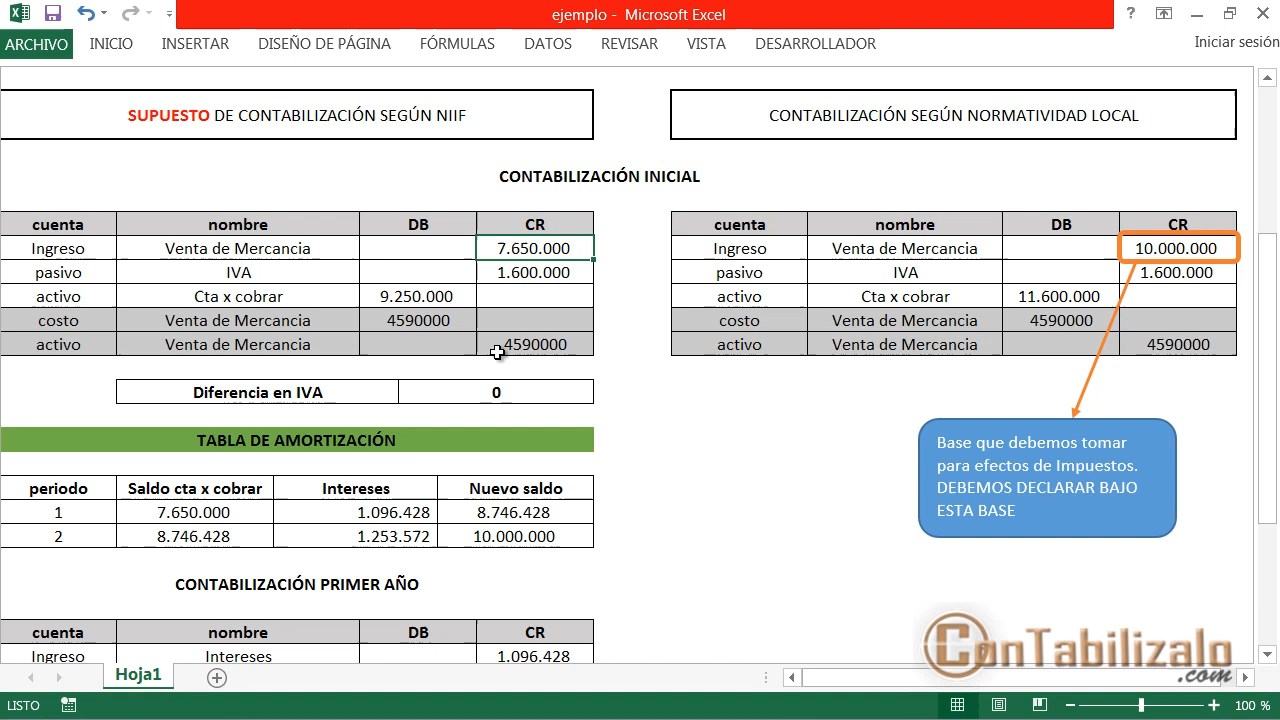 ejemplo - Microsoft Excel
?
ARCHIVO INICIO INSERTAR DISEÑO DE PÁGINA FÓRMULAS DATOS REVISAR VISTA DESARROLLADOR Iniciar sesión
SUPUESTO DE CONTABILIZACIÓN SEGÚN NIIF
CONTABILIZACIÓN SEGÚN NORMATIVIDAD LOCAL
CONTABILIZACIÓN INICIAL
cuenta nombre DB CR
Ingreso Venta de Mercancia 7.650.000
pasivo IVA 1.600.000
activo Cta x cobrar 9.250.000
costo Venta de Mercancia 4590000
activo Venta de Mercancia 4590000
cuenta nombre DB CR
Ingreso Venta de Mercancia 10.000.000
pasivo IVA 1.600.000
activo Cta x cobrar 11.600.000
costo Venta de Mercancia 4590000
activo Venta de Mercancia 4590000
Diferencia en IVA 0
Base que debemos tomar
para efectos de Impuestos.
DEBEMOS DECLARAR BAJO
ESTA BASE
TABLA DE AMORTIZACIÓN
periodo Saldo cta x cobrar Intereses Nuevo saldo
1 7.650.000 1.096.428 8.746.428
2 8.746.428 1.253.572 10.000.000
CONTABILIZACIÓN PRIMER AÑO
cuenta nombre DB CR
Ingreso Intereses 1.096.428
ConTabilizalo
.com
Hoja1
LISTO 100 %